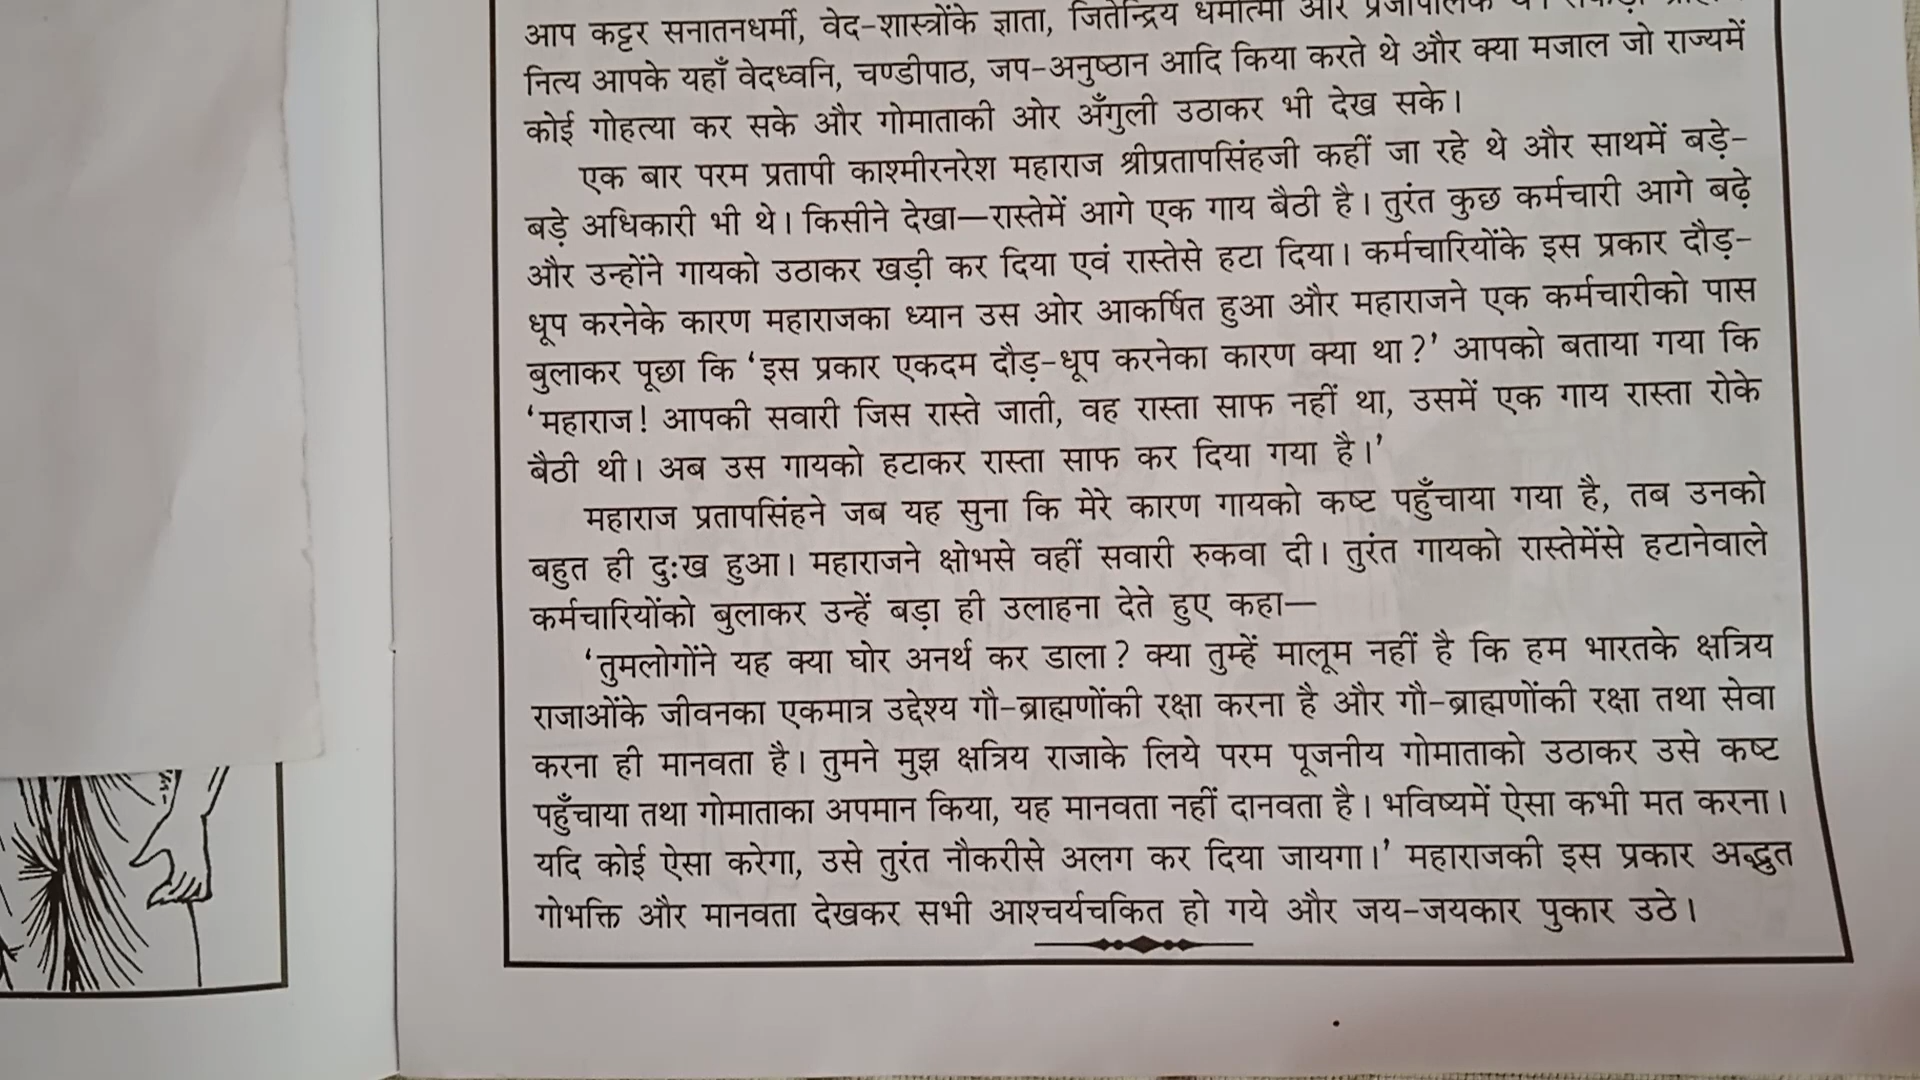 आप कट्टर सनातनधर्मी, वेद-शास्त्रोंके ज्ञाता, जितेन्द्रिय धर्मात्मा और प्रजापालक थे।
नित्य आपके यहाँ वेदध्वनि, चण्डीपाठ, जप-अनुष्ठान आदि किया करते थे और क्या मजाल जो राज्यमें
कोई गोहत्या कर सके और गोमाताकी ओर अँगुली उठाकर भी देख सके।
एक बार परम प्रतापी काश्मीरनरेश महाराज श्रीप्रतापसिंहजी कहीं जा रहे थे और साथमें बड़े-
बड़े अधिकारी भी थे। किसीने देखा—रास्तेमें आगे एक गाय बैठी है। तुरंत कुछ कर्मचारी आगे बढ़े
और उन्होंने गायको उठाकर खड़ी कर दिया एवं रास्तेसे हटा दिया। कर्मचारियोंके इस प्रकार दौड़-
धूप करनेके कारण महाराजका ध्यान उस ओर आकर्षित हुआ और महाराजने एक कर्मचारीको पास
बुलाकर पूछा कि ‘इस प्रकार एकदम दौड़-धूप करनेका कारण क्या था?’ आपको बताया गया कि
‘महाराज! आपकी सवारी जिस रास्ते जाती, वह रास्ता साफ नहीं था, उसमें एक गाय रास्ता रोके
बैठी थी। अब उस गायको हटाकर रास्ता साफ कर दिया गया है।’
महाराज प्रतापसिंहने जब यह सुना कि मेरे कारण गायको कष्ट पहुँचाया गया है, तब उनको
बहुत ही दुःख हुआ। महाराजने क्षोभसे वहीं सवारी रुकवा दी। तुरंत गायको रास्तेमेंसे हटानेवाले
कर्मचारियोंको बुलाकर उन्हें बड़ा ही उलाहना देते हुए कहा—
‘तुमलोगोंने यह क्या घोर अनर्थ कर डाला? क्या तुम्हें मालूम नहीं है कि हम भारतके क्षत्रिय
राजाओंके जीवनका एकमात्र उद्देश्य गौ-ब्राह्मणोंकी रक्षा करना है और गौ-ब्राह्मणोंकी रक्षा तथा सेवा
करना ही मानवता है। तुमने मुझ क्षत्रिय राजाके लिये परम पूजनीय गोमाताको उठाकर उसे कष्ट
पहुँचाया तथा गोमाताका अपमान किया, यह मानवता नहीं दानवता है। भविष्यमें ऐसा कभी मत करना।
यदि कोई ऐसा करेगा, उसे तुरंत नौकरीसे अलग कर दिया जायगा।’ महाराजकी इस प्रकार अद्भुत
गोभक्ति और मानवता देखकर सभी आश्चर्यचकित हो गये और जय-जयकार पुकार उठे।